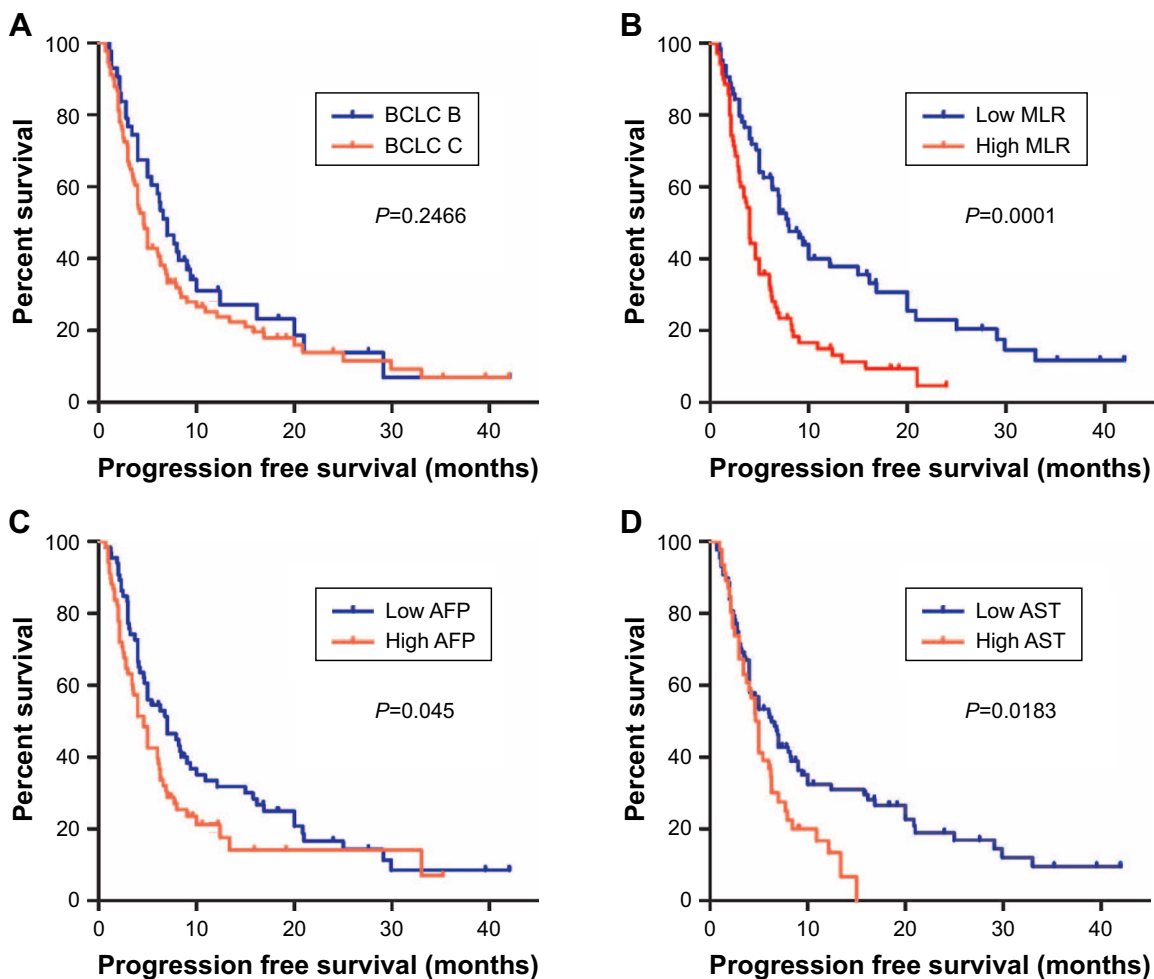 A
Percent survival
100
80
60
40
20
0
BCLC B
BCLC C
P=0.2466
0 10 20 30 40
Progression free survival (months)
B
Percent survival
100
80
60
40
20
0
Low MLR
High MLR
P=0.0001
0 10 20 30 40
Progression free survival (months)
C
Percent survival
100
80
60
40
20
0
Low AFP
High AFP
P=0.045
0 10 20 30 40
Progression free survival (months)
D
Percent survival
100
80
60
40
20
0
Low AST
High AST
P=0.0183
0 10 20 30 40
Progression free survival (months)